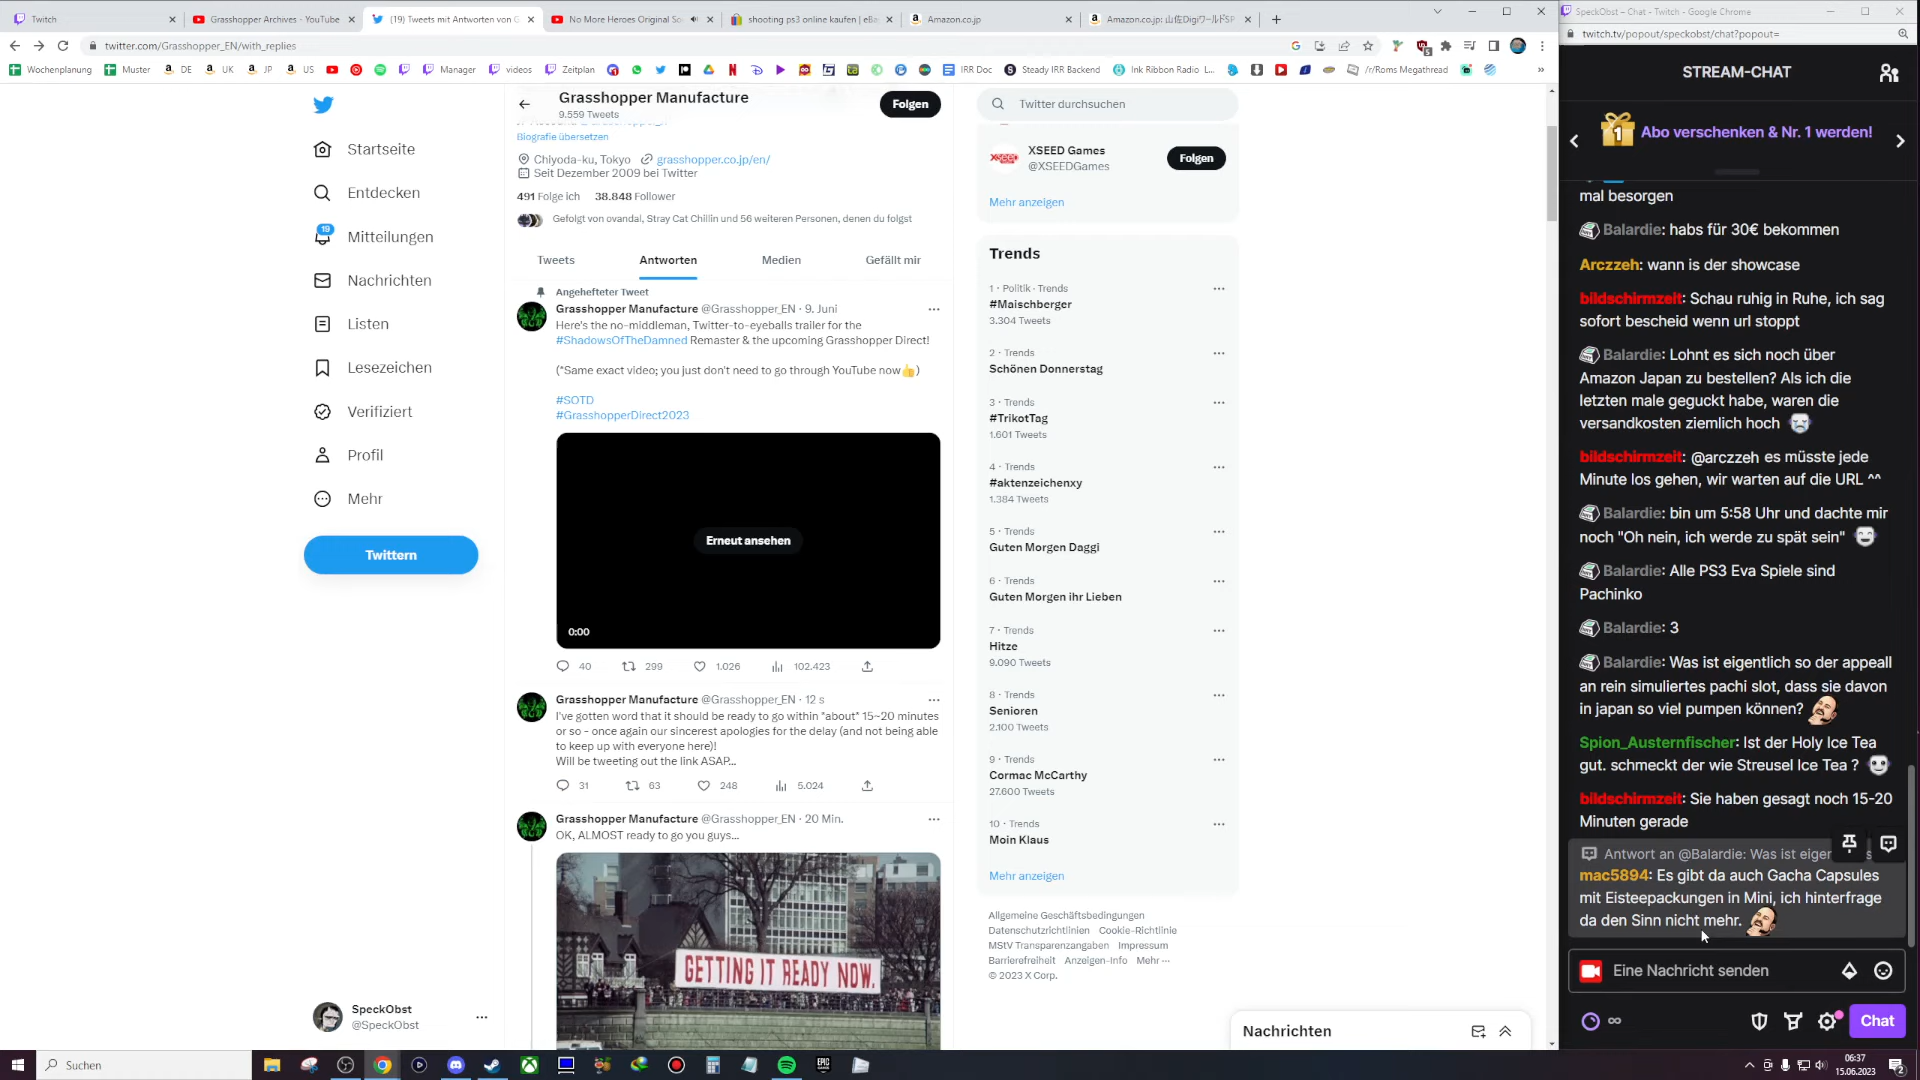 Twitch
Grasshopper Archives - YouTube
(19) Tweets mit Antworten von G
No More Heroes Original So
shooting ps3 online kaufen | eBa
Amazon.co.jp
Amazon.co.jp: 山佐DigiワールドSP
SpeckObst – Chat - Twitch - Google Chrome
twitter.com/Grasshopper_EN/with_replies
twitch.tv/popout/speckobst/chat?popout=
Wochenplanung
Muster
DE
UK
JP
US
Manager
videos
Zeitplan
IRR Doc
Steady IRR Backend
Ink Ribbon Radio L...
/r/Roms Megathread
Startseite
Entdecken
19
Mitteilungen
Nachrichten
Listen
Lesezeichen
Verifiziert
Profil
Mehr
Twittern
SpeckObst
@SpeckObst
Grasshopper Manufacture
9.559 Tweets
Folgen
Biografie übersetzen
Chiyoda-ku, Tokyo grasshopper.co.jp/en/
Seit Dezember 2009 bei Twitter
491 Folge ich 38.848 Follower
Gefolgt von ovandal, Stray Cat Chillin und 56 weiteren Personen, denen du folgst
Tweets
Antworten
Medien
Gefällt mir
Angehefteter Tweet
Grasshopper Manufacture @Grasshopper_EN · 9. Juni
Here's the no-middleman, Twitter-to-eyeballs trailer for the
#ShadowsOfTheDamned Remaster & the upcoming Grasshopper Direct!
(*Same exact video; you just don't need to go through YouTube now👍)
#SOTD
#GrasshopperDirect2023
Erneut ansehen
0:00
40
299
1.026
102.423
Grasshopper Manufacture @Grasshopper_EN · 12 s
I've gotten word that it should be ready to go within *about* 15~20 minutes
or so - once again our sincerest apologies for the delay (and not being able
to keep up with everyone here)!
Will be tweeting out the link ASAP...
31
63
248
5.024
Grasshopper Manufacture @Grasshopper_EN · 20 Min.
OK, ALMOST ready to go you guys...
GETTING IT READY NOW.
Twitter durchsuchen
XSEED
XSEED Games
@XSEEDGames
Folgen
Mehr anzeigen
Trends
1 · Politik · Trends
#Maischberger
3.304 Tweets
2 · Trends
Schönen Donnerstag
3 · Trends
#TrikotTag
1.601 Tweets
4 · Trends
#aktenzeichenxy
1.384 Tweets
5 · Trends
Guten Morgen Daggi
6 · Trends
Guten Morgen ihr Lieben
7 · Trends
Hitze
9.090 Tweets
8 · Trends
Senioren
2.100 Tweets
9 · Trends
Cormac McCarthy
27.600 Tweets
10 · Trends
Moin Klaus
Mehr anzeigen
Allgemeine Geschäftsbedingungen
Datenschutzrichtlinien Cookie-Richtlinie
MStV Transparenzangaben Impressum
Barrierefreiheit Anzeigen-Info Mehr ···
© 2023 X Corp.
Nachrichten
STREAM-CHAT
1
Abo verschenken & Nr. 1 werden!
mal besorgen
Balardie: habs für 30€ bekommen
Arczzeh: wann is der showcase
bildschirmzeit: Schau ruhig in Ruhe, ich sag
sofort bescheid wenn url stoppt
Balardie: Lohnt es sich noch über
Amazon Japan zu bestellen? Als ich die
letzten male geguckt habe, waren die
versandkosten ziemlich hoch
bildschirmzeit: @arczzeh es müsste jede
Minute los gehen, wir warten auf die URL ^^
Balardie: bin um 5:58 Uhr und dachte mir
noch "Oh nein, ich werde zu spät sein"
Balardie: Alle PS3 Eva Spiele sind
Pachinko
Balardie: 3
Balardie: Was ist eigentlich so der appeall
an rein simuliertes pachi slot, dass sie davon
in japan so viel pumpen können?
Spion_Austernfischer: Ist der Holy Ice Tea
gut. schmeckt der wie Streusel Ice Tea ?
bildschirmzeit: Sie haben gesagt noch 15-20
Minuten gerade
Antwort an @Balardie: Was ist eiger
mac5894: Es gibt da auch Gacha Capsules
mit Eisteepackungen in Mini, ich hinterfrage
da den Sinn nicht mehr.
Eine Nachricht senden
Chat
Suchen
06:37
15.06.2023
2